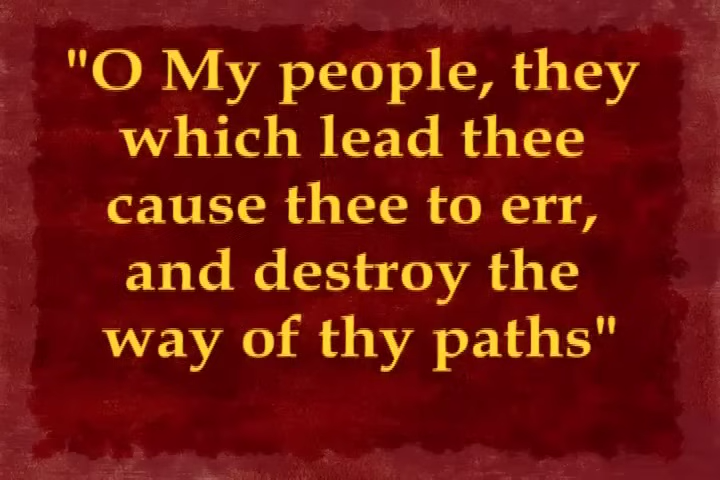 "O My people, they
which lead thee
cause thee to err,
and destroy the
way of thy paths"